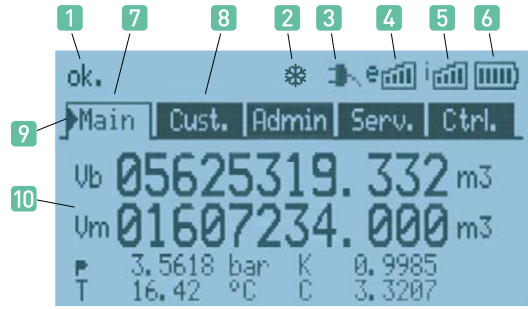 1 7 8 2 3 4 5 6
ok. e i
9 Main Cust. Admin Serv. Ctrl.
Vb 05625319.332 m3
10 Vm 01607234.000 m3
P 3.5618 bar K 0.9985
T 16.42 °C C 3.3207